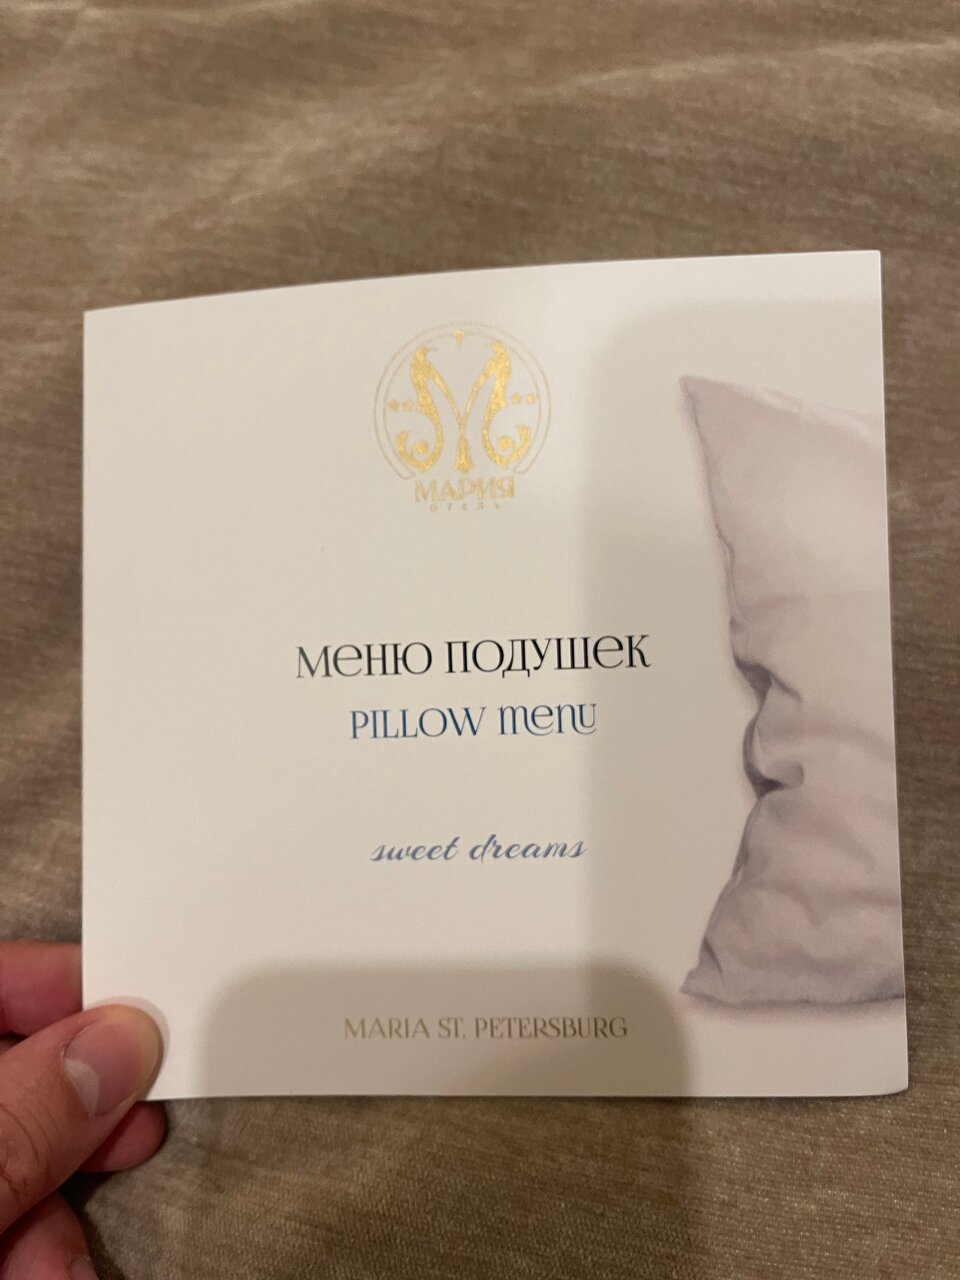 МАРИЯ
ОТЕЛЬ
Меню подушек
PILLOW menu
sweet dreams
MARIA ST. PETERSBURG